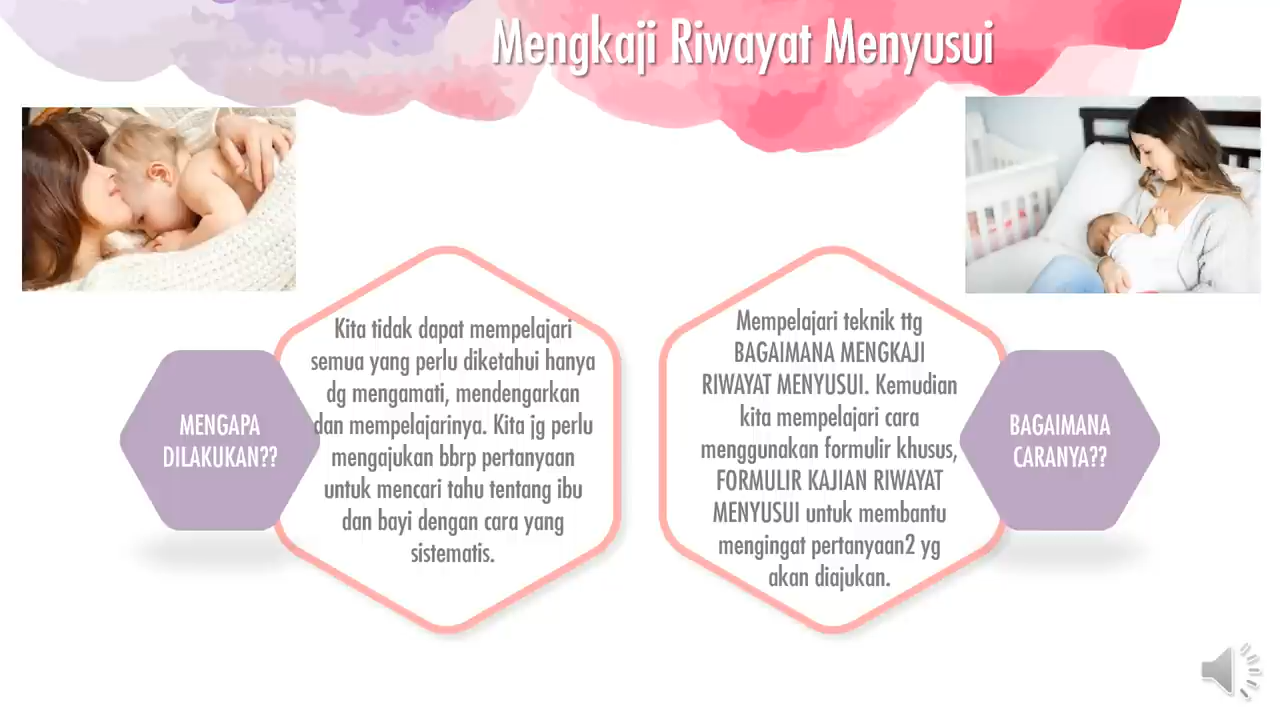 Mengkaji Riwayat Menyusui
MENGAPA
DILAKUKAN??
Kita tidak dapat mempelajari
semua yang perlu diketahui hanya
dg mengamati, mendengarkan
dan mempelajarinya. Kita jg perlu
mengajukan bbrp pertanyaan
untuk mencari tahu tentang ibu
dan bayi dengan cara yang
sistematis.
Mempelajari teknik ttg
BAGAIMANA MENGKAJI
RIWAYAT MENYUSUI. Kemudian
kita mempelajari cara
menggunakan formulir khusus,
FORMULIR KAJIAN RIWAYAT
MENYUSUI untuk membantu
mengingat pertanyaan2 yg
akan diajukan.
BAGAIMANA
CARANYA??